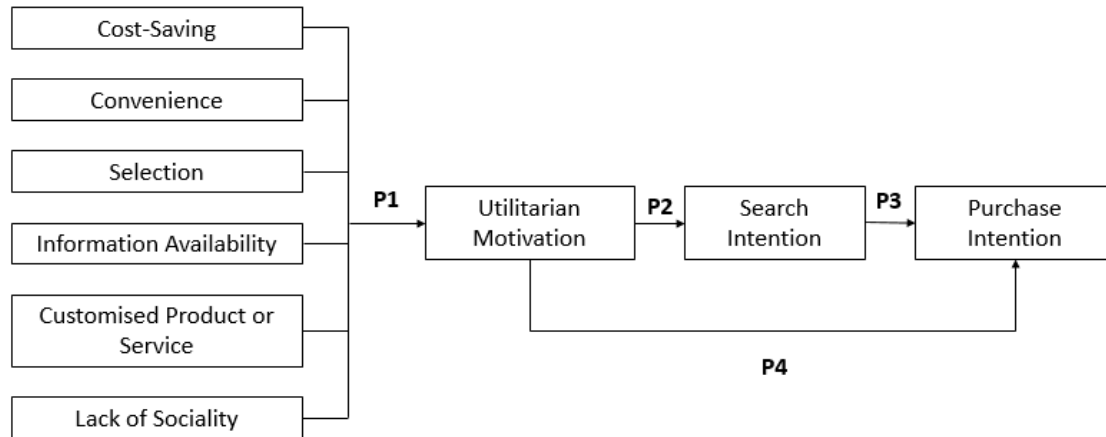 Cost-Saving
Convenience
Selection
Information Availability
Customised Product or
Service
Lack of Sociality
P1
Utilitarian
Motivation
P2
Search
Intention
P3
Purchase
Intention
P4